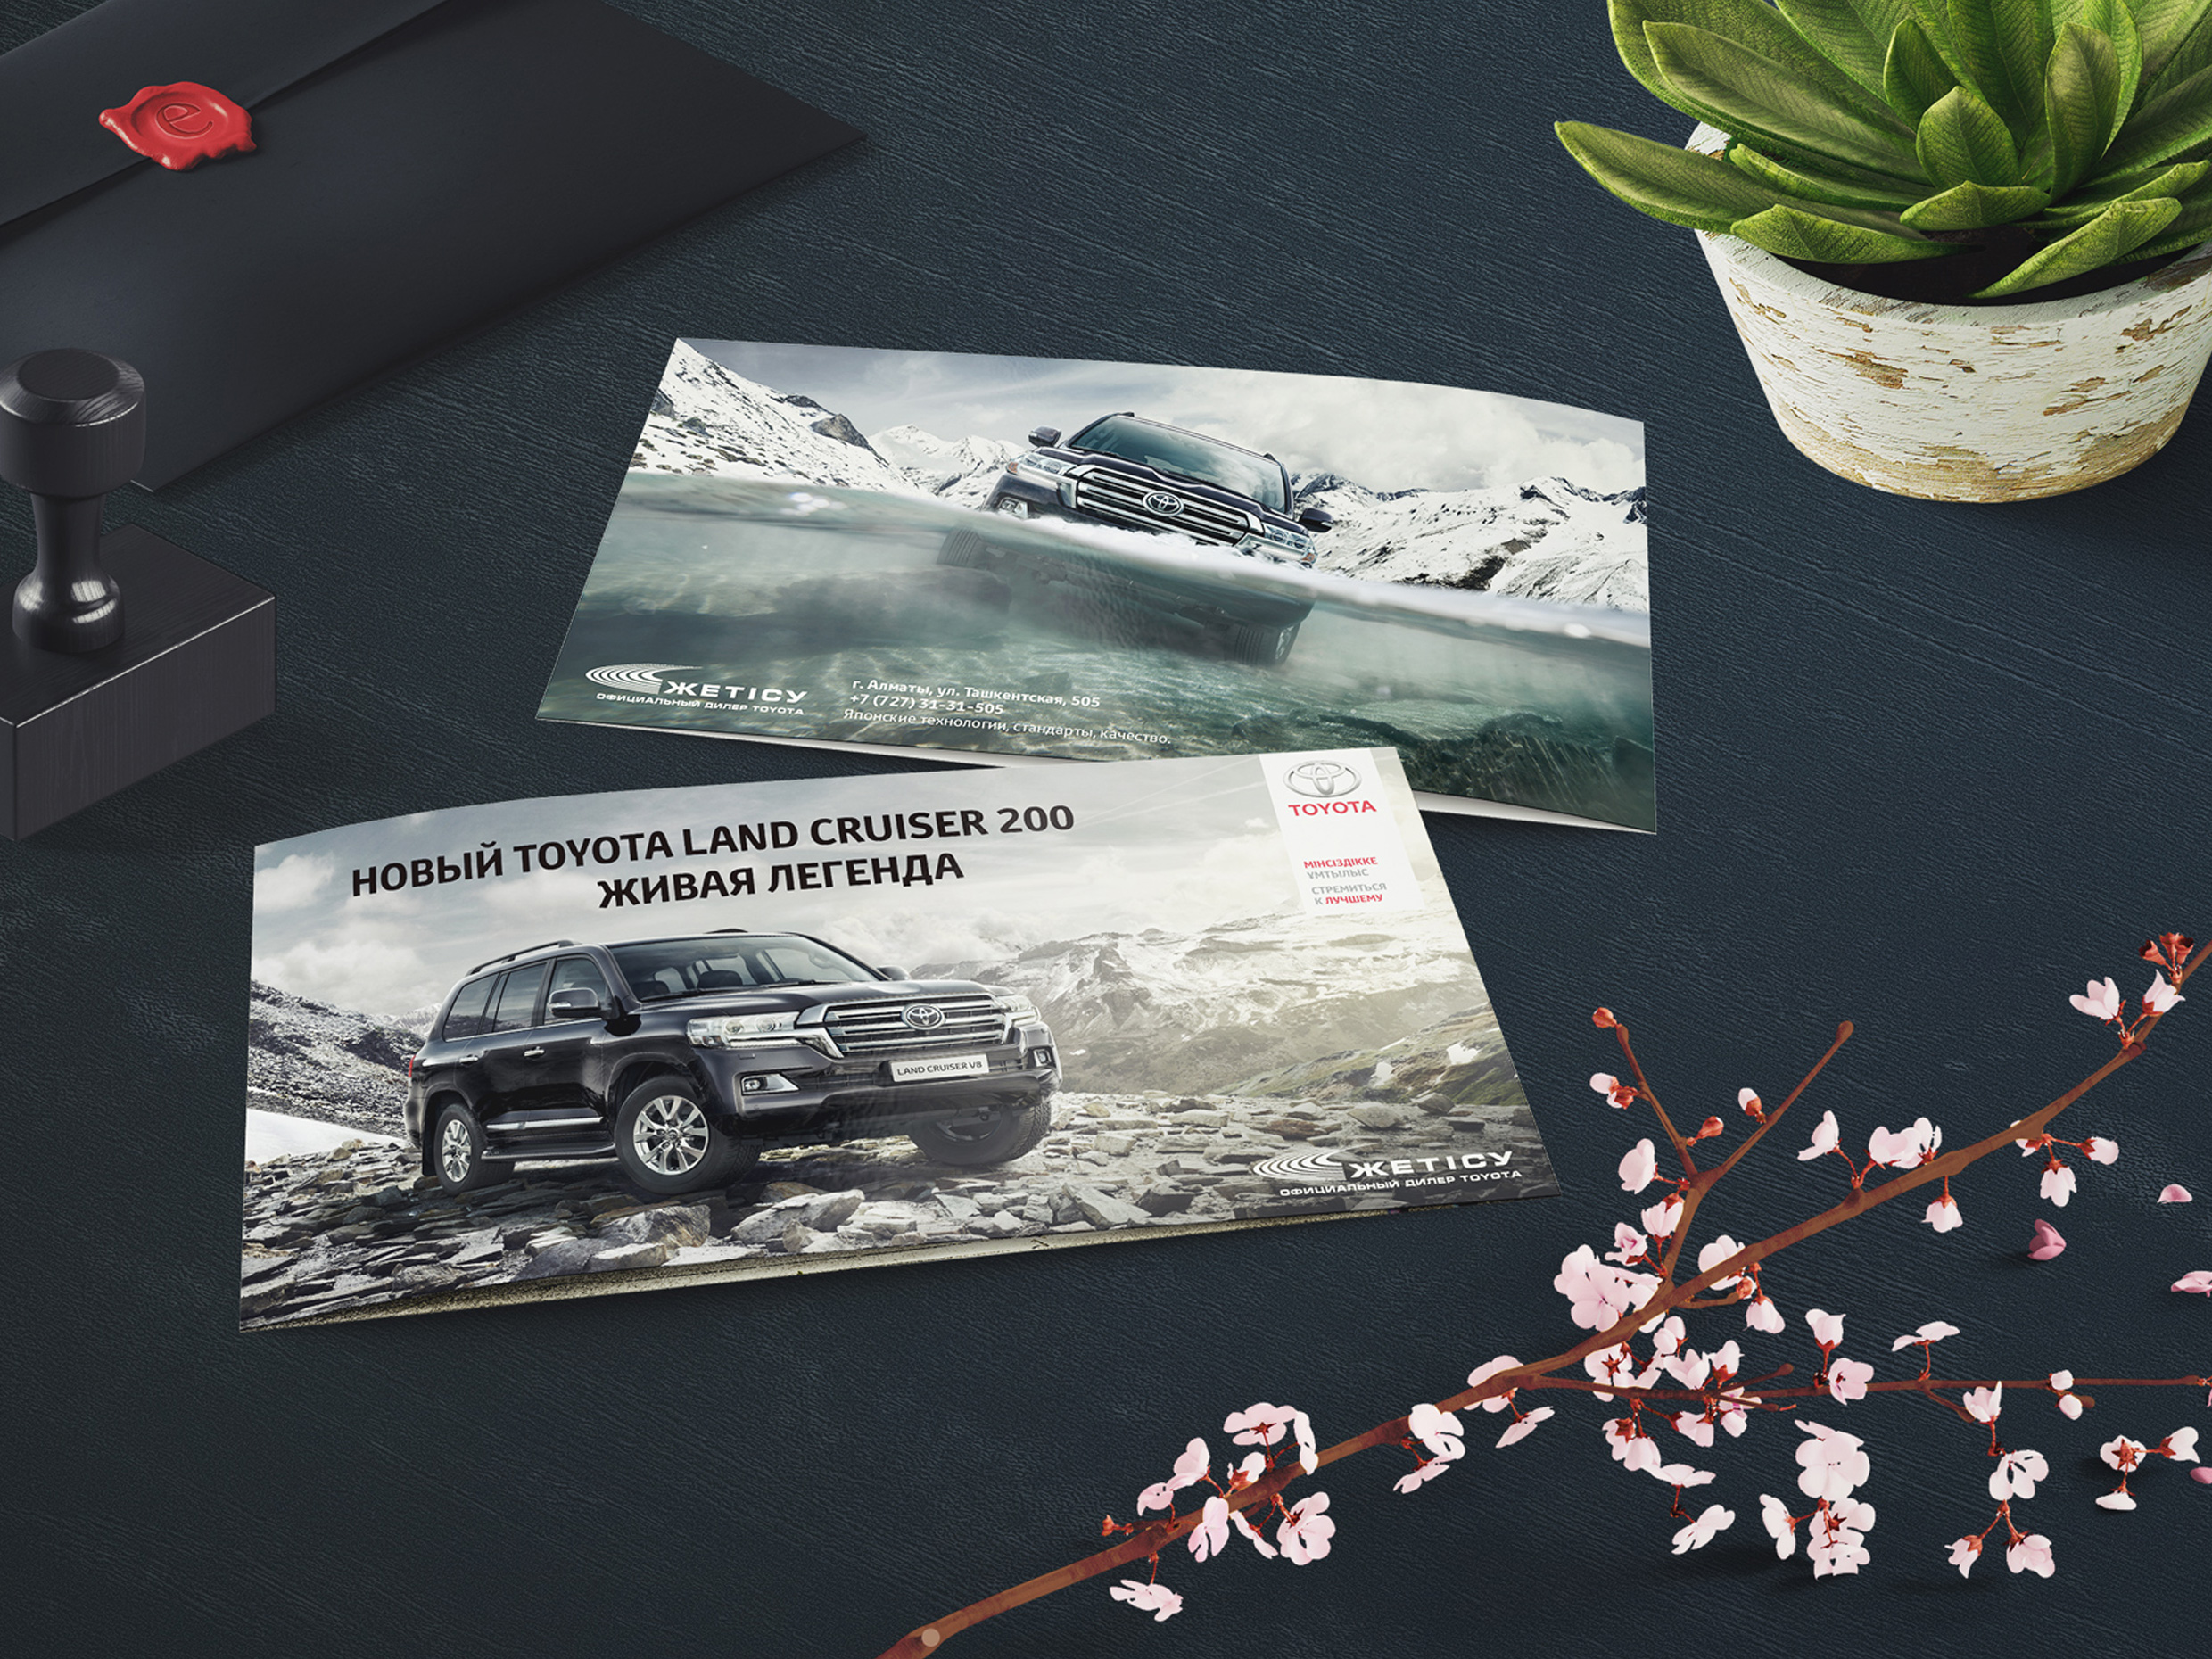 e
ЖЕТІСУ
ОФИЦИАЛЬНЫЙ ДИЛЕР TOYOTA
г. Алматы, ул. Ташкентская, 505
+7 (727) 31-31-505
Японские технологии, стандарты, качество.
НОВЫЙ TOYOTA LAND CRUISER 200
ЖИВАЯ ЛЕГЕНДА
TOYOTA
МІНСІЗДІККЕ
ҰМТЫЛЫС
СТРЕМИТЬСЯ
К ЛУЧШЕМУ
LAND CRUISER V8
ЖЕТІСУ
ОФИЦИАЛЬНЫЙ ДИЛЕР TOYOTA